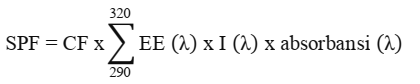 320
SPF = CF x ∑ EE (λ) x I (λ) x absorbansi (λ)
290